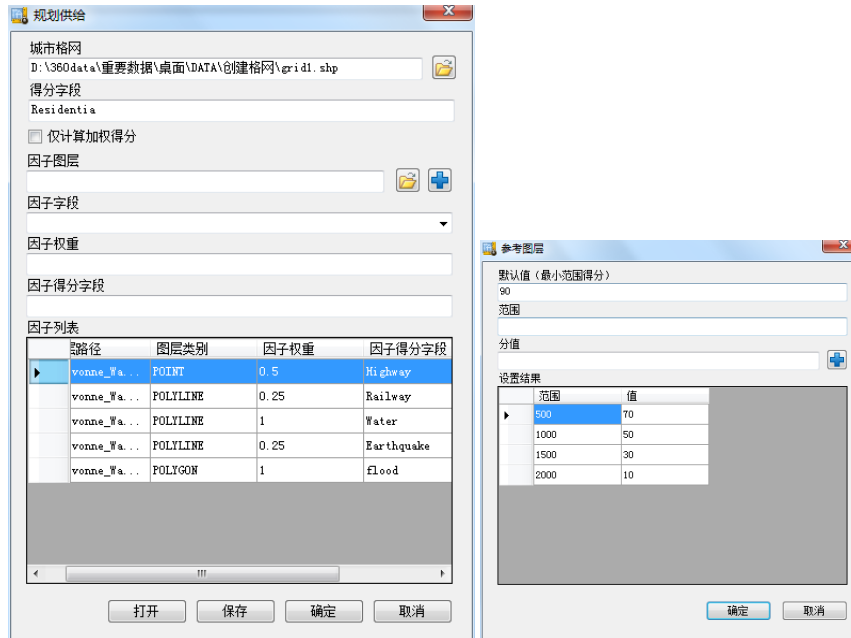 规划供给
城市格网
D:\360data\重要数据\桌面\DATA\创建格网\grid1.shp
得分字段
Residentia
仅计算加权得分
因子图层
因子字段
因子权重
因子得分字段
因子列表
路径 图层类别 因子权重 因子得分字段
vonne_Wa... POINT 0.5 Highway
vonne_Wa... POLYLINE 0.25 Railway
vonne_Wa... POLYLINE 1 Water
vonne_Wa... POLYLINE 0.25 Earthquake
vonne_Wa... POLYGON 1 flood
打开 保存 确定 取消
参考图层
默认值（最小范围得分）
90
范围
分值
设置结果
范围 值
500 70
1000 50
1500 30
2000 10
确定 取消